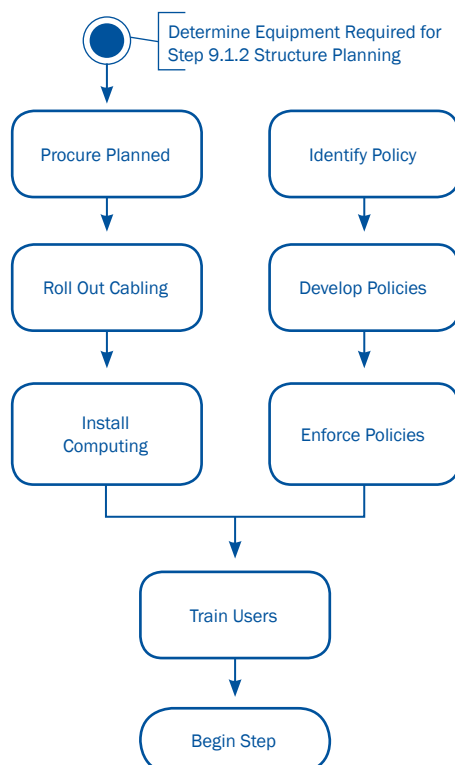 Determine Equipment Required for
Step 9.1.2 Structure Planning
Procure Planned
Identify Policy
Roll Out Cabling
Develop Policies
Install
Computing
Enforce Policies
Train Users
Begin Step